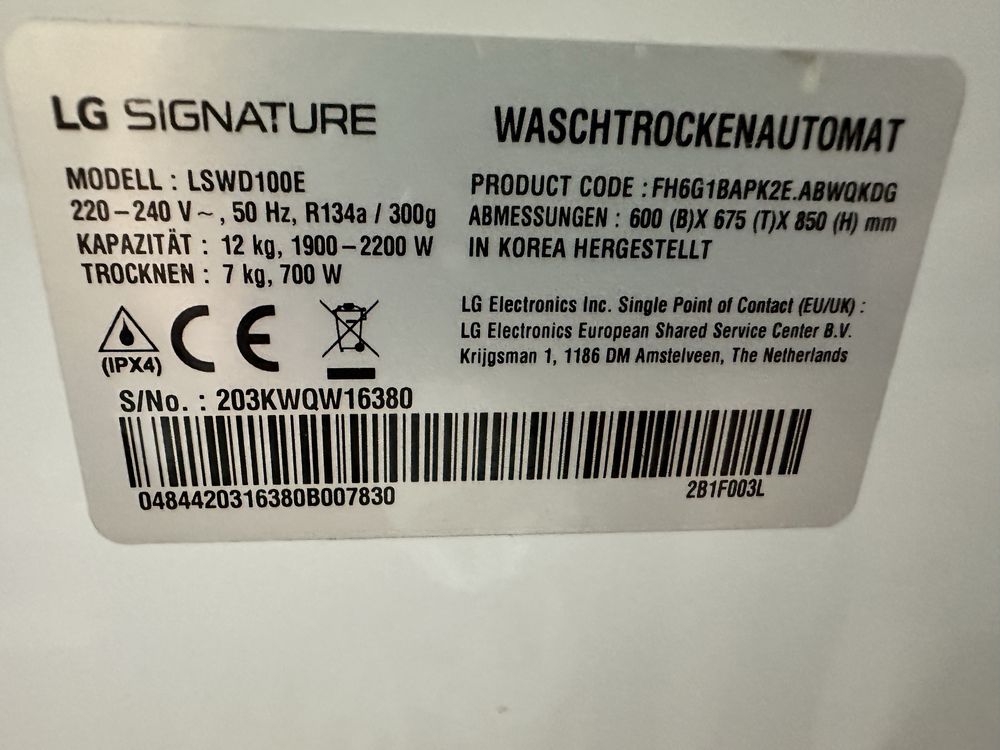 LG SIGNATURE
WASCHTROCKENAUTOMAT
MODELL : LSWD100E
220–240 V~, 50 Hz, R134a / 300g
KAPAZITÄT : 12 kg, 1900–2200 W
TROCKNEN : 7 kg, 700 W
PRODUCT CODE : FH6G1BAPK2E.ABWQKDG
ABMESSUNGEN : 600 (B)X 675 (T)X 850 (H) mm
IN KOREA HERGESTELLT
LG Electronics Inc. Single Point of Contact (EU/UK) :
LG Electronics European Shared Service Center B.V.
Krijgsman 1, 1186 DM Amstelveen, The Netherlands
(IPX4)
CE
S/No. : 203KWQW16380
0484420316380B007830
2B1F003L